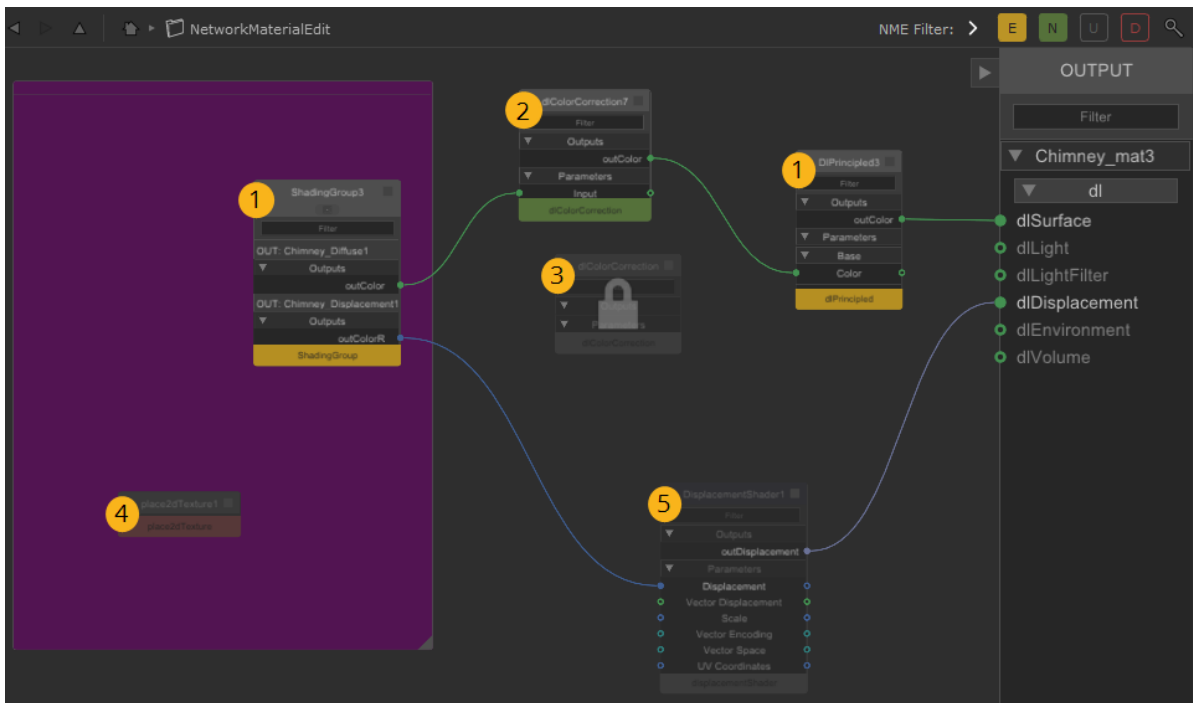 NetworkMaterialEdit
NME Filter:
E
N
U
D
OUTPUT
Filter
Chimney_mat3
dl
dlSurface
dlLight
dlLightFilter
dlDisplacement
dlEnvironment
dlVolume
1
ShadingGroup3
Filter
OUT: Chimney_Diffuse1
Outputs
outColor
OUT: Chimney_Displacement1
Outputs
outColorR
ShadingGroup
2
dlColorCorrection7
Filter
Outputs
outColor
Parameters
Input
dlColorCorrection
1
DlPrincipled3
Filter
Outputs
outColor
Parameters
Base
Color
dlPrincipled
3
dlColorCorrection
Outputs
Parameters
dlColorCorrection
4
place2dTexture1
place2dTexture
5
DisplacementShader1
Filter
Outputs
outDisplacement
Parameters
Displacement
Vector Displacement
Scale
Vector Encoding
Vector Space
UV Coordinates
displacementShader